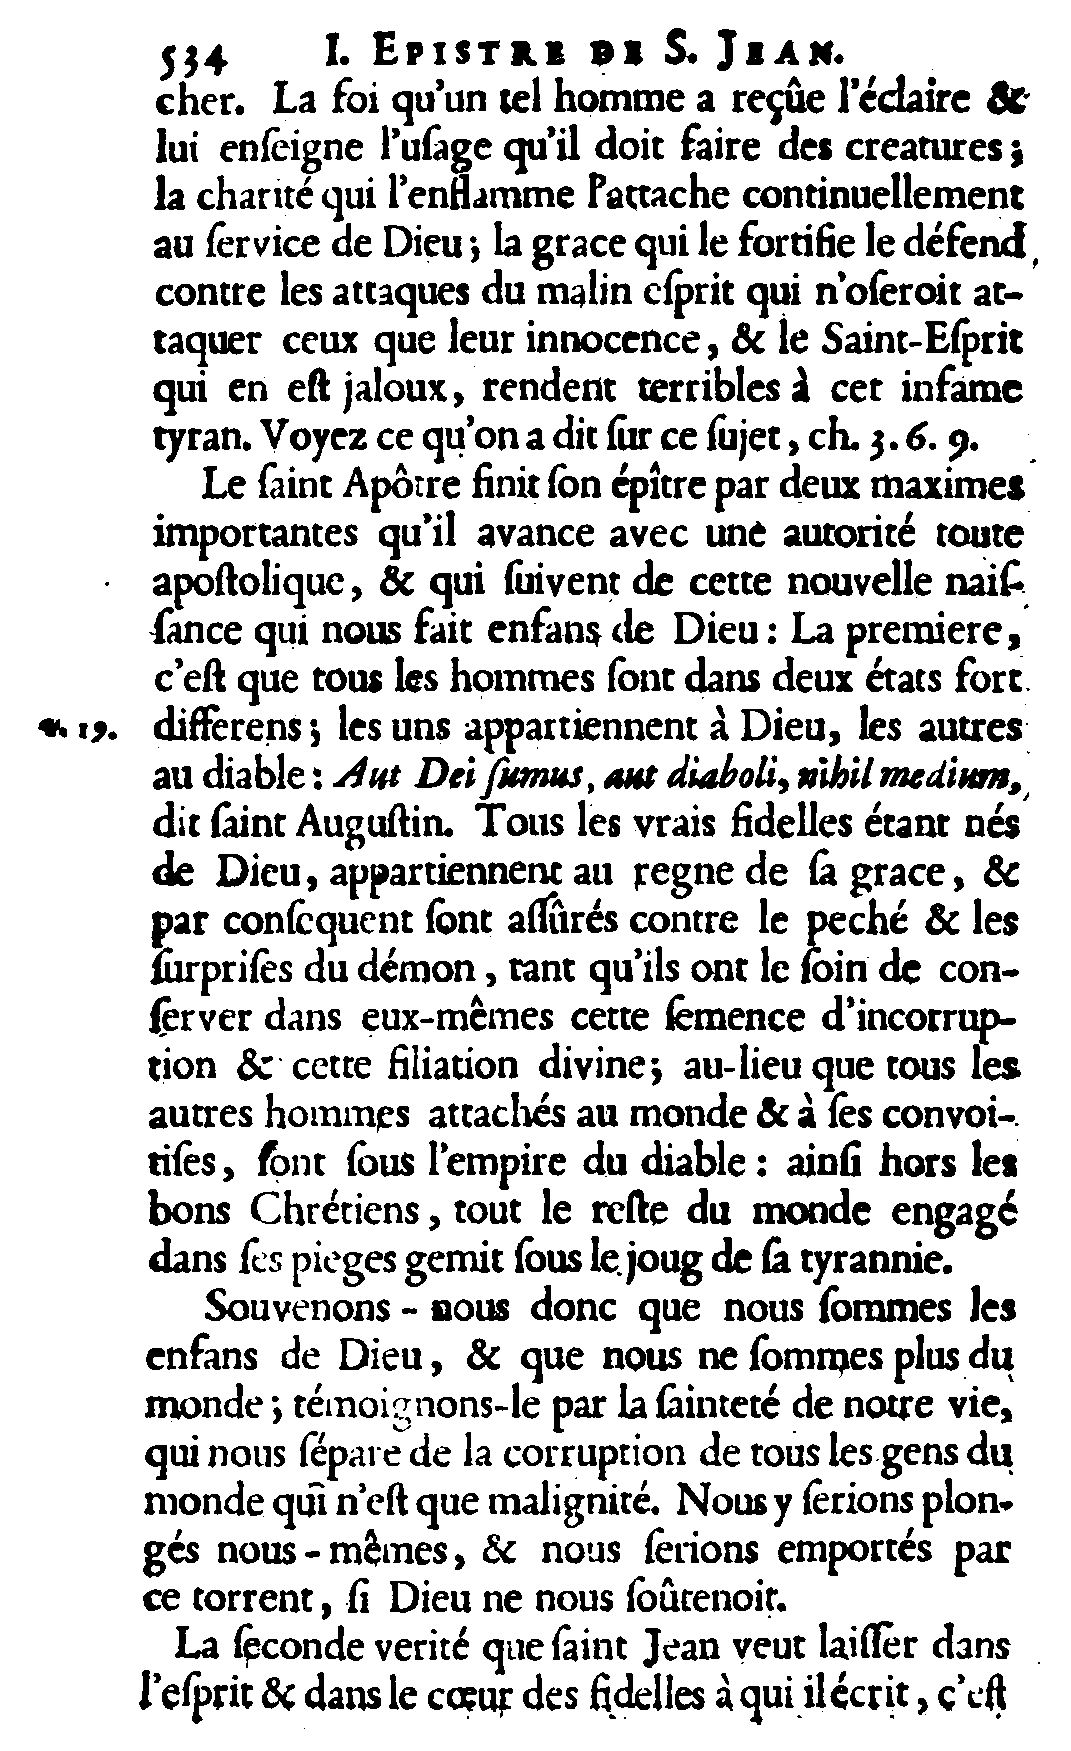 534 I. EPISTRE DE S. JEAN.
cher. La foi qu'un tel homme a reçûe l'éclaire &
lui enſeigne l'uſage qu'il doit faire des creatures;
la charité qui l'enflamme l'attache continuellement
au ſervice de Dieu; la grace qui le fortifie le défend
contre les attaques du malin eſprit qui n'oſeroit at-
taquer ceux que leur innocence, & le Saint-Eſprit
qui en eſt jaloux, rendent terribles à cet infame
tyran. Voyez ce qu'on a dit ſur ce ſujet, ch. 3. 6. 9.
Le ſaint Apôtre finit ſon épître par deux maximes
importantes qu'il avance avec une autorité toute
apoſtolique, & qui ſuivent de cette nouvelle naiſ-
ſance qui nous fait enfans de Dieu: La premiere,
c'eſt que tous les hommes ſont dans deux états fort
℣. 19. differens; les uns appartiennent à Dieu, les autres
au diable: Aut Dei ſumus, aut diaboli, nihil medium,
dit ſaint Auguſtin. Tous les vrais fidelles étant nés
de Dieu, appartiennent au regne de ſa grace, &
par conſequent ſont aſſûrés contre le peché & les
ſurpriſes du démon, tant qu'ils ont le ſoin de con-
ſerver dans eux-mêmes cette ſemence d'incorrup-
tion & cette filiation divine; au-lieu que tous les
autres hommes attachés au monde & à ſes convoi-
tiſes, ſont ſous l'empire du diable: ainſi hors les
bons Chrétiens, tout le reſte du monde engagé
dans ſes pieges gemit ſous le joug de ſa tyrannie.
Souvenons-nous donc que nous ſommes les
enfans de Dieu, & que nous ne ſommes plus du
monde; témoignons-le par la ſainteté de notre vie,
qui nous ſépare de la corruption de tous les gens du
monde qui n'eſt que malignité. Nous y ſerions plon-
gés nous-mêmes, & nous ſerions emportés par
ce torrent, ſi Dieu ne nous ſoûtenoit.
La ſeconde verité que ſaint Jean veut laiſſer dans
l'eſprit & dans le cœur des fidelles à qui il écrit, c'eſt